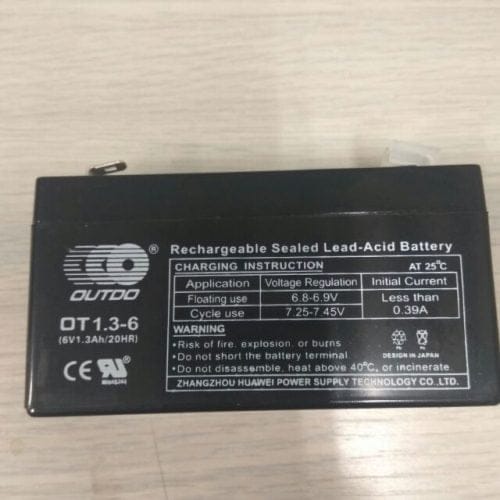 ®
OUTDO
OT1.3-6
(6V1.3Ah/20HR)
CE
Rechargeable Sealed Lead-Acid Battery
CHARGING INSTRUCTION AT 25°C
Application Voltage Regulation Initial Current
Floating use 6.8-6.9V Less than
Cycle use 7.25-7.45V 0.39A
WARNING:
•Risk of fire, explosion, or burns
•Do not short the battery terminal
•Do not disassemble, heat above 40°C, or incinerate
DESIGN IN JAPAN
Pb
ZHANGZHOU HUAWEI POWER SUPPLY TECHNOLOGY CO.,LTD.